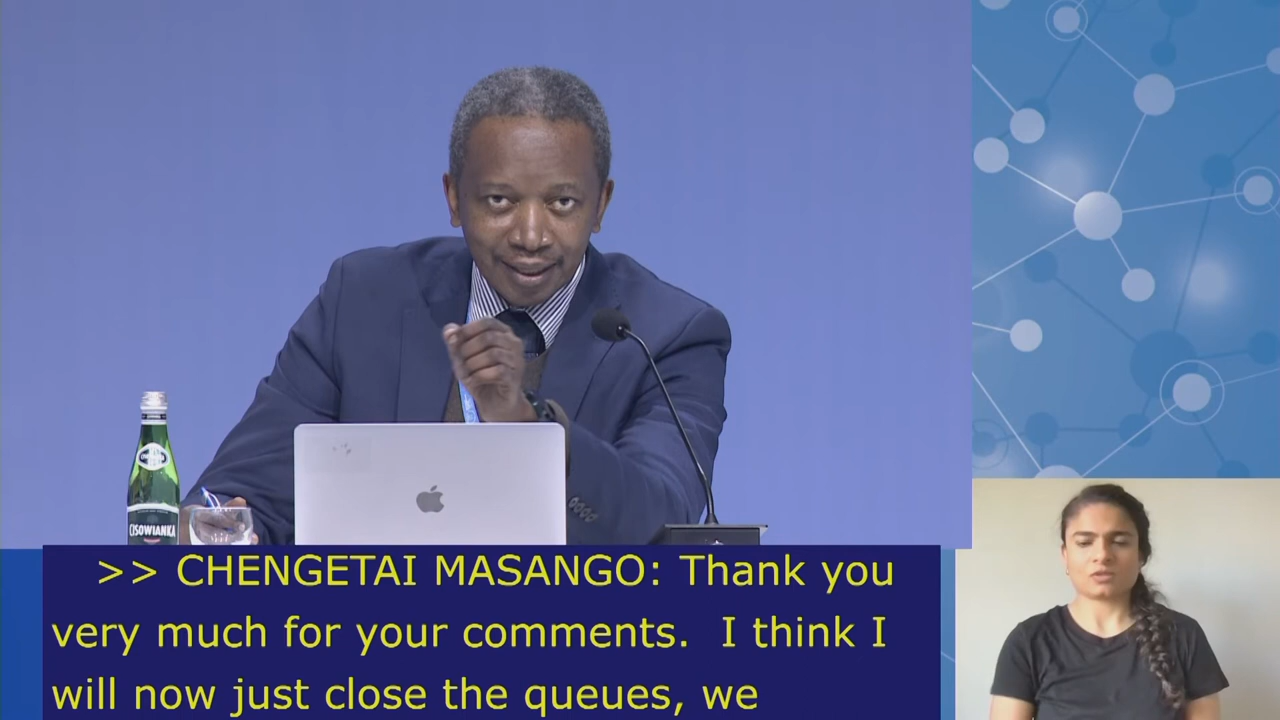 CISOWIANKA
>> CHENGETAI MASANGO: Thank you
very much for your comments.  I think I
will now just close the queues, we